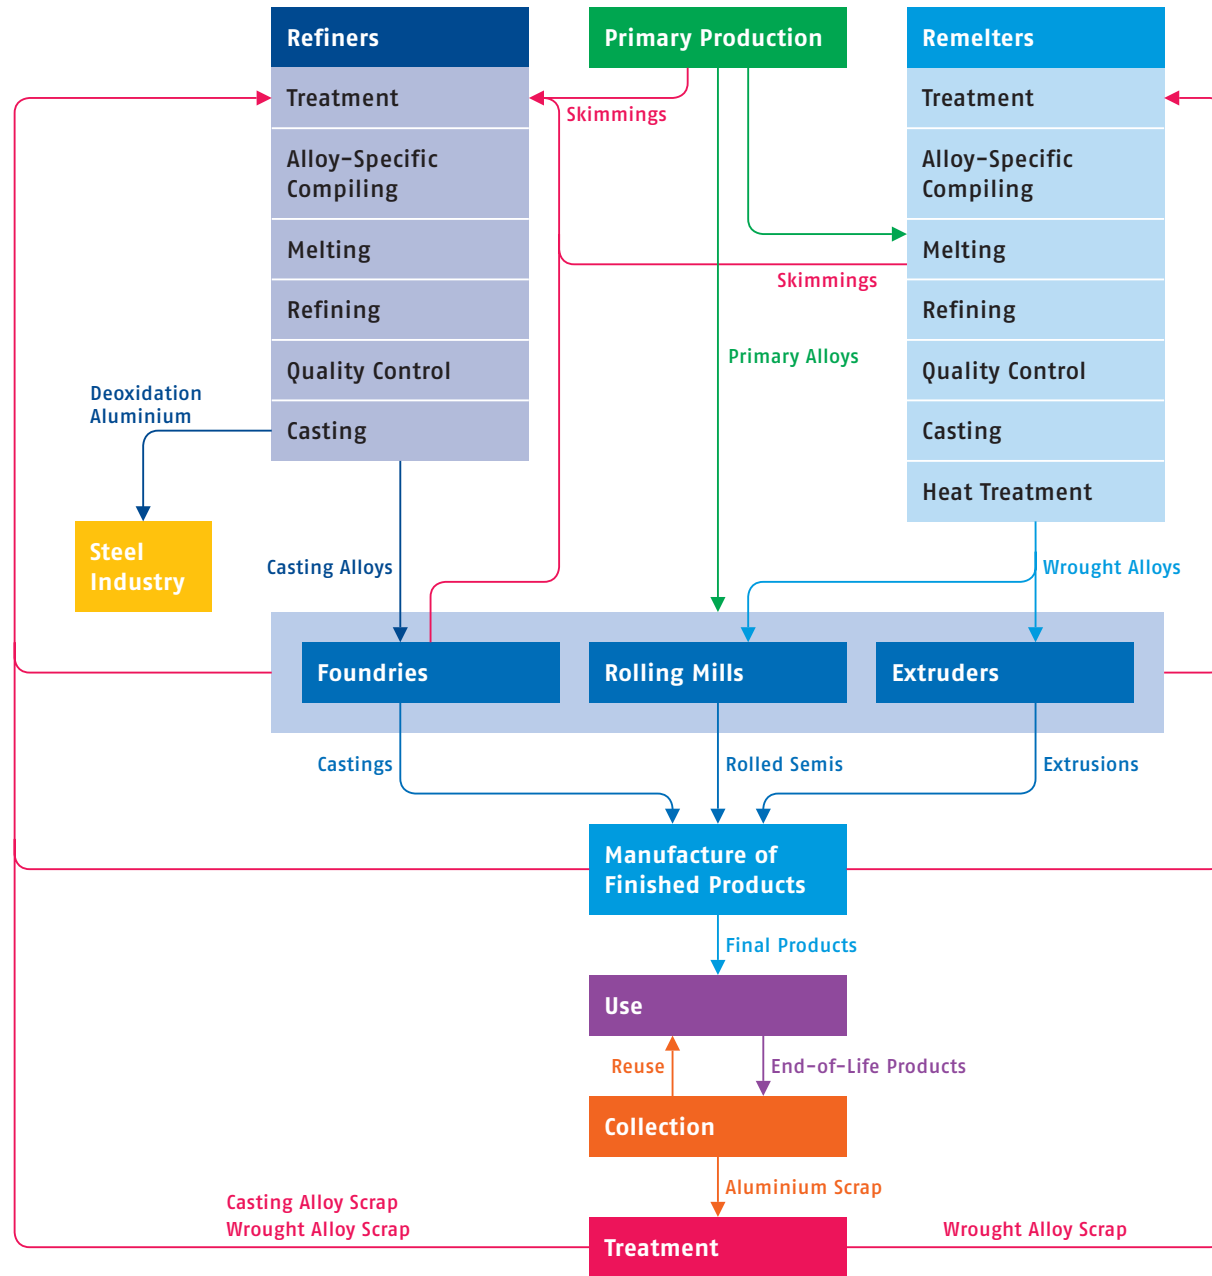 Refiners
Primary Production
Remelters
Treatment
Skimmings
Treatment
Alloy-Specific
Compiling
Alloy-Specific
Compiling
Melting
Skimmings
Melting
Refining
Refining
Primary Alloys
Quality Control
Quality Control
Deoxidation
Aluminium
Casting
Casting
Heat Treatment
Steel
Industry
Casting Alloys
Wrought Alloys
Foundries
Rolling Mills
Extruders
Castings
Rolled Semis
Extrusions
Manufacture of
Finished Products
Final Products
Use
Reuse
End-of-Life Products
Collection
Aluminium Scrap
Casting Alloy Scrap
Wrought Alloy Scrap
Wrought Alloy Scrap
Treatment